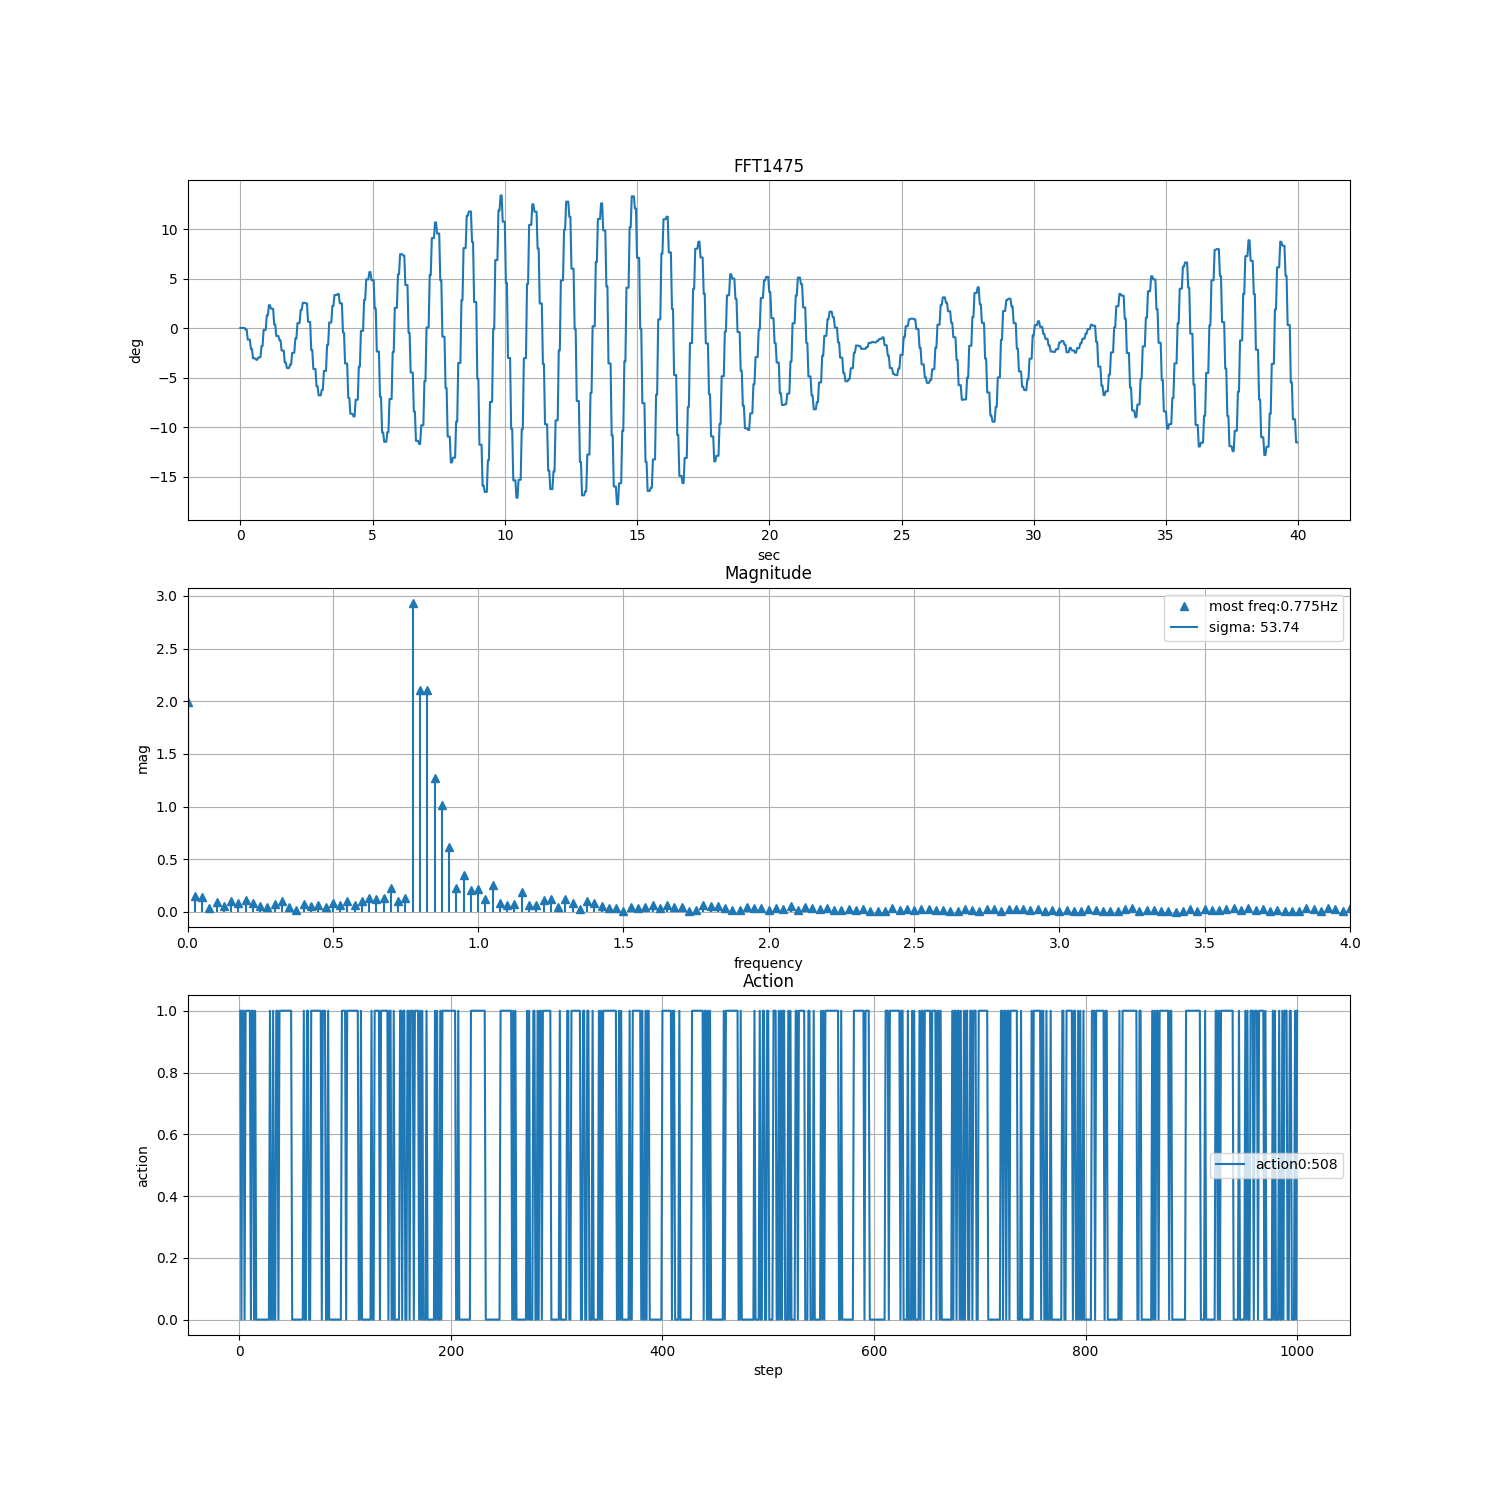 FFT1475
10
5
0
−5
−10
−15
deg
0 5 10 15 20 25 30 35 40
sec
Magnitude
3.0
2.5
2.0
1.5
1.0
0.5
0.0
mag
most freq:0.775Hz
sigma: 53.74
0.0 0.5 1.0 1.5 2.0 2.5 3.0 3.5 4.0
frequency
Action
1.0
0.8
0.6
0.4
0.2
0.0
action
action0:508
0 200 400 600 800 1000
step